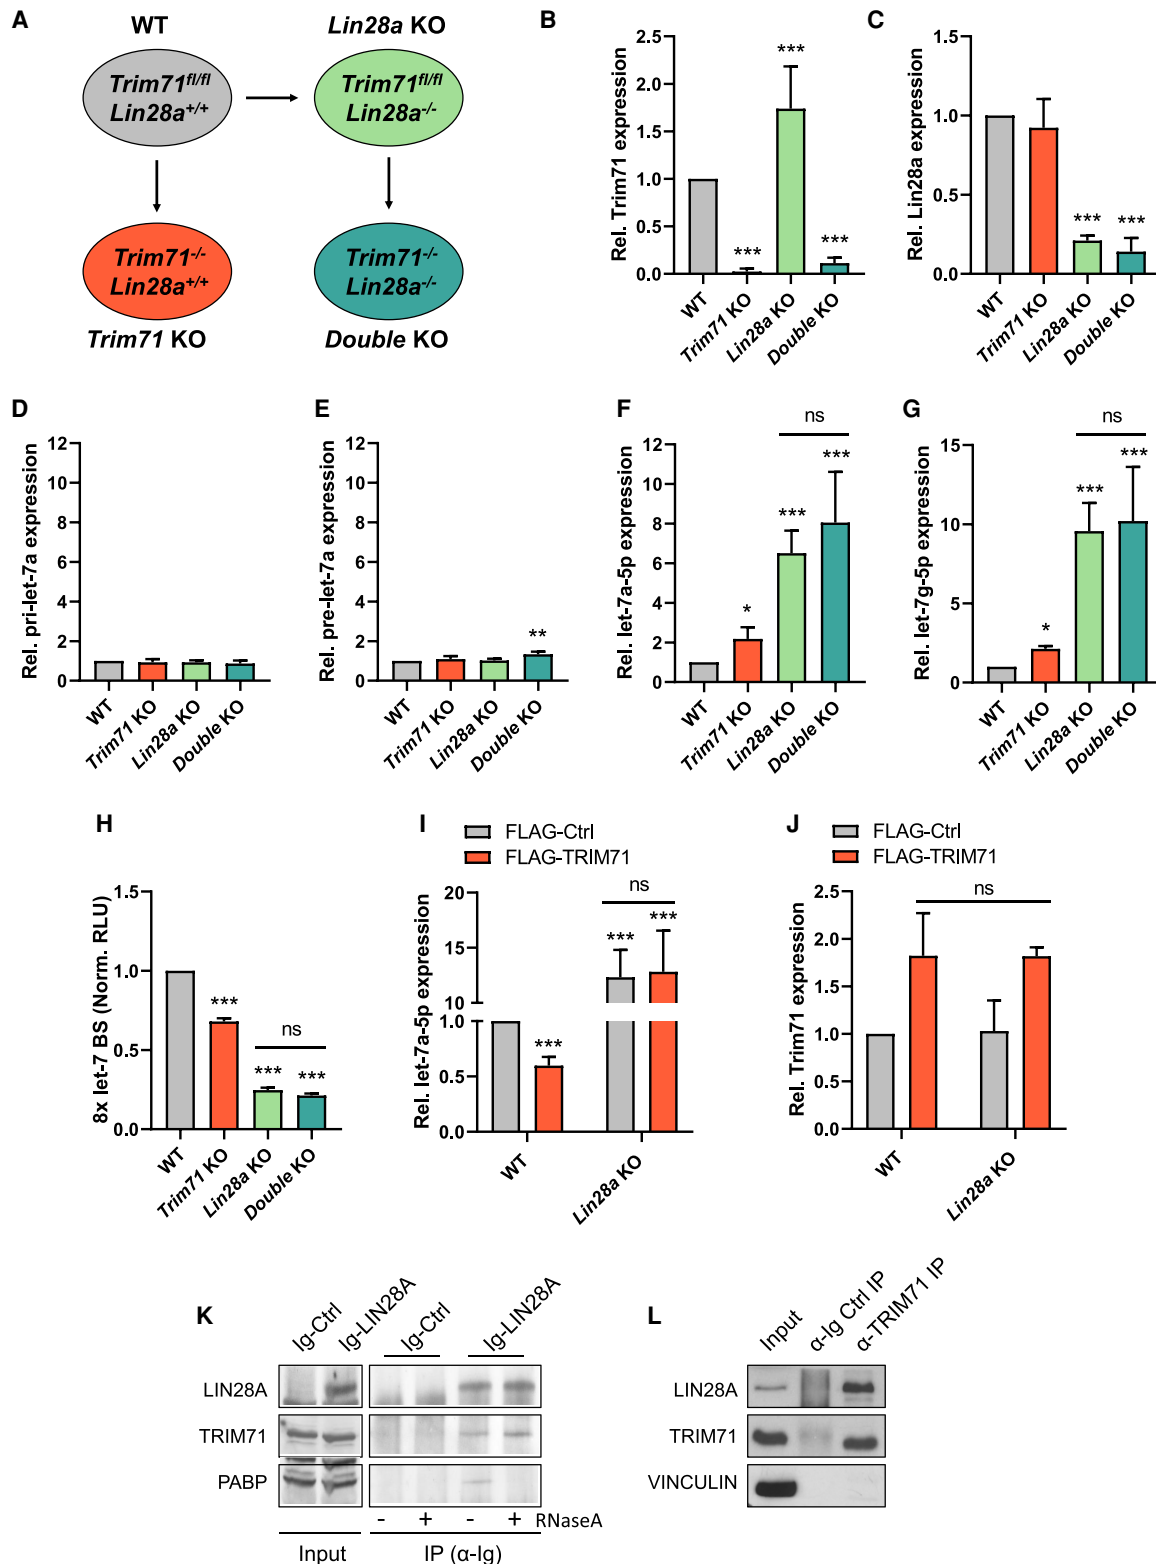 A
WT
Lin28a KO
Trim71fl/fl
Lin28a+/+
Trim71fl/fl
Lin28a-/-
Trim71-/-
Lin28a+/+
Trim71-/-
Lin28a-/-
Trim71 KO
Double KO
B
Rel. Trim71 expression
2.5
2.0
1.5
1.0
0.5
0.0
***
***
***
WT
Trim71 KO
Lin28a KO
Double KO
C
Rel. Lin28a expression
1.5
1.0
0.5
0.0
***
***
WT
Trim71 KO
Lin28a KO
Double KO
D
Rel. pri-let-7a expression
12
10
8
6
4
2
0
WT
Trim71 KO
Lin28a KO
Double KO
E
Rel. pre-let-7a expression
12
10
8
6
4
2
0
**
WT
Trim71 KO
Lin28a KO
Double KO
F
Rel. let-7a-5p expression
12
10
8
6
4
2
0
ns
*
***
***
WT
Trim71 KO
Lin28a KO
Double KO
G
Rel. let-7g-5p expression
15
10
5
0
ns
*
***
***
WT
Trim71 KO
Lin28a KO
Double KO
H
8x let-7 BS (Norm. RLU)
1.5
1.0
0.5
0.0
***
***
ns
***
WT
Trim71 KO
Lin28a KO
Double KO
I
FLAG-Ctrl
FLAG-TRIM71
Rel. let-7a-5p expression
20
15
10
1.0
0.5
0.0
***
ns
***
***
WT
Lin28a KO
J
FLAG-Ctrl
FLAG-TRIM71
Rel. Trim71 expression
2.5
2.0
1.5
1.0
0.5
0.0
ns
WT
Lin28a KO
K
Ig-Ctrl
Ig-LIN28A
Ig-Ctrl
Ig-LIN28A
LIN28A
TRIM71
PABP
- + - + RNaseA
Input
IP (α-Ig)
L
Input
α-Ig Ctrl IP
α-TRIM71 IP
LIN28A
TRIM71
VINCULIN